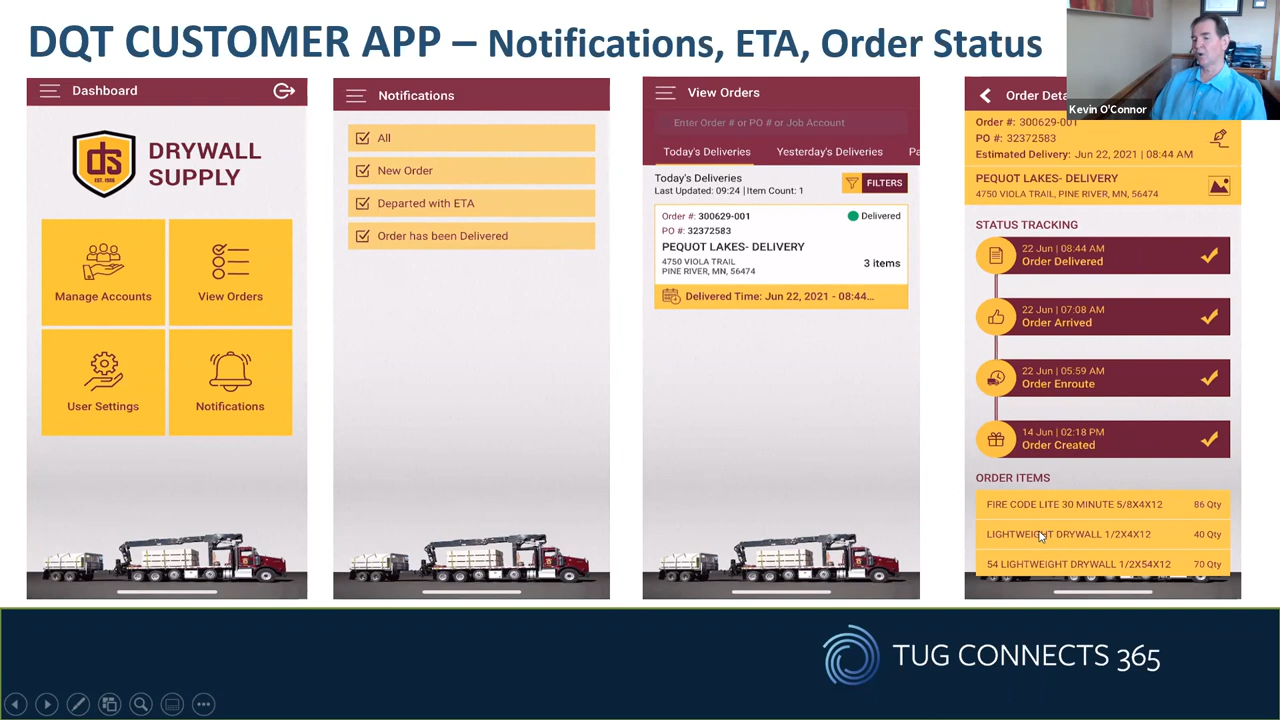 DQT CUSTOMER APP – Notifications, ETA, Order Status
Kevin O'Connor
Dashboard
ds
EST. 1986
DRYWALL
SUPPLY
Manage Accounts
View Orders
User Settings
Notifications
Notifications
All
New Order
Departed with ETA
Order has been Delivered
View Orders
Enter Order # or PO # or Job Account
Today's Deliveries Yesterday's Deliveries Pa
Today's Deliveries
Last Updated: 09:24 | Item Count: 1
FILTERS
Order #: 300629-001
Delivered
PO #: 32372583
PEQUOT LAKES- DELIVERY
4750 VIOLA TRAIL
PINE RIVER, MN, 56474
3 items
Delivered Time: Jun 22, 2021 - 08:44...
Order Deta
Order #: 300629-001
PO #: 32372583
Estimated Delivery: Jun 22, 2021 | 08:44 AM
PEQUOT LAKES- DELIVERY
4750 VIOLA TRAIL, PINE RIVER, MN, 56474
STATUS TRACKING
22 Jun | 08:44 AM
Order Delivered
22 Jun | 07:08 AM
Order Arrived
22 Jun | 05:59 AM
Order Enroute
14 Jun | 02:18 PM
Order Created
ORDER ITEMS
FIRE CODE LITE 30 MINUTE 5/8X4X12 86 Qty
LIGHTWEIGHT DRYWALL 1/2X4X12 40 Qty
54 LIGHTWEIGHT DRYWALL 1/2X54X12 70 Qty
TUG CONNECTS 365